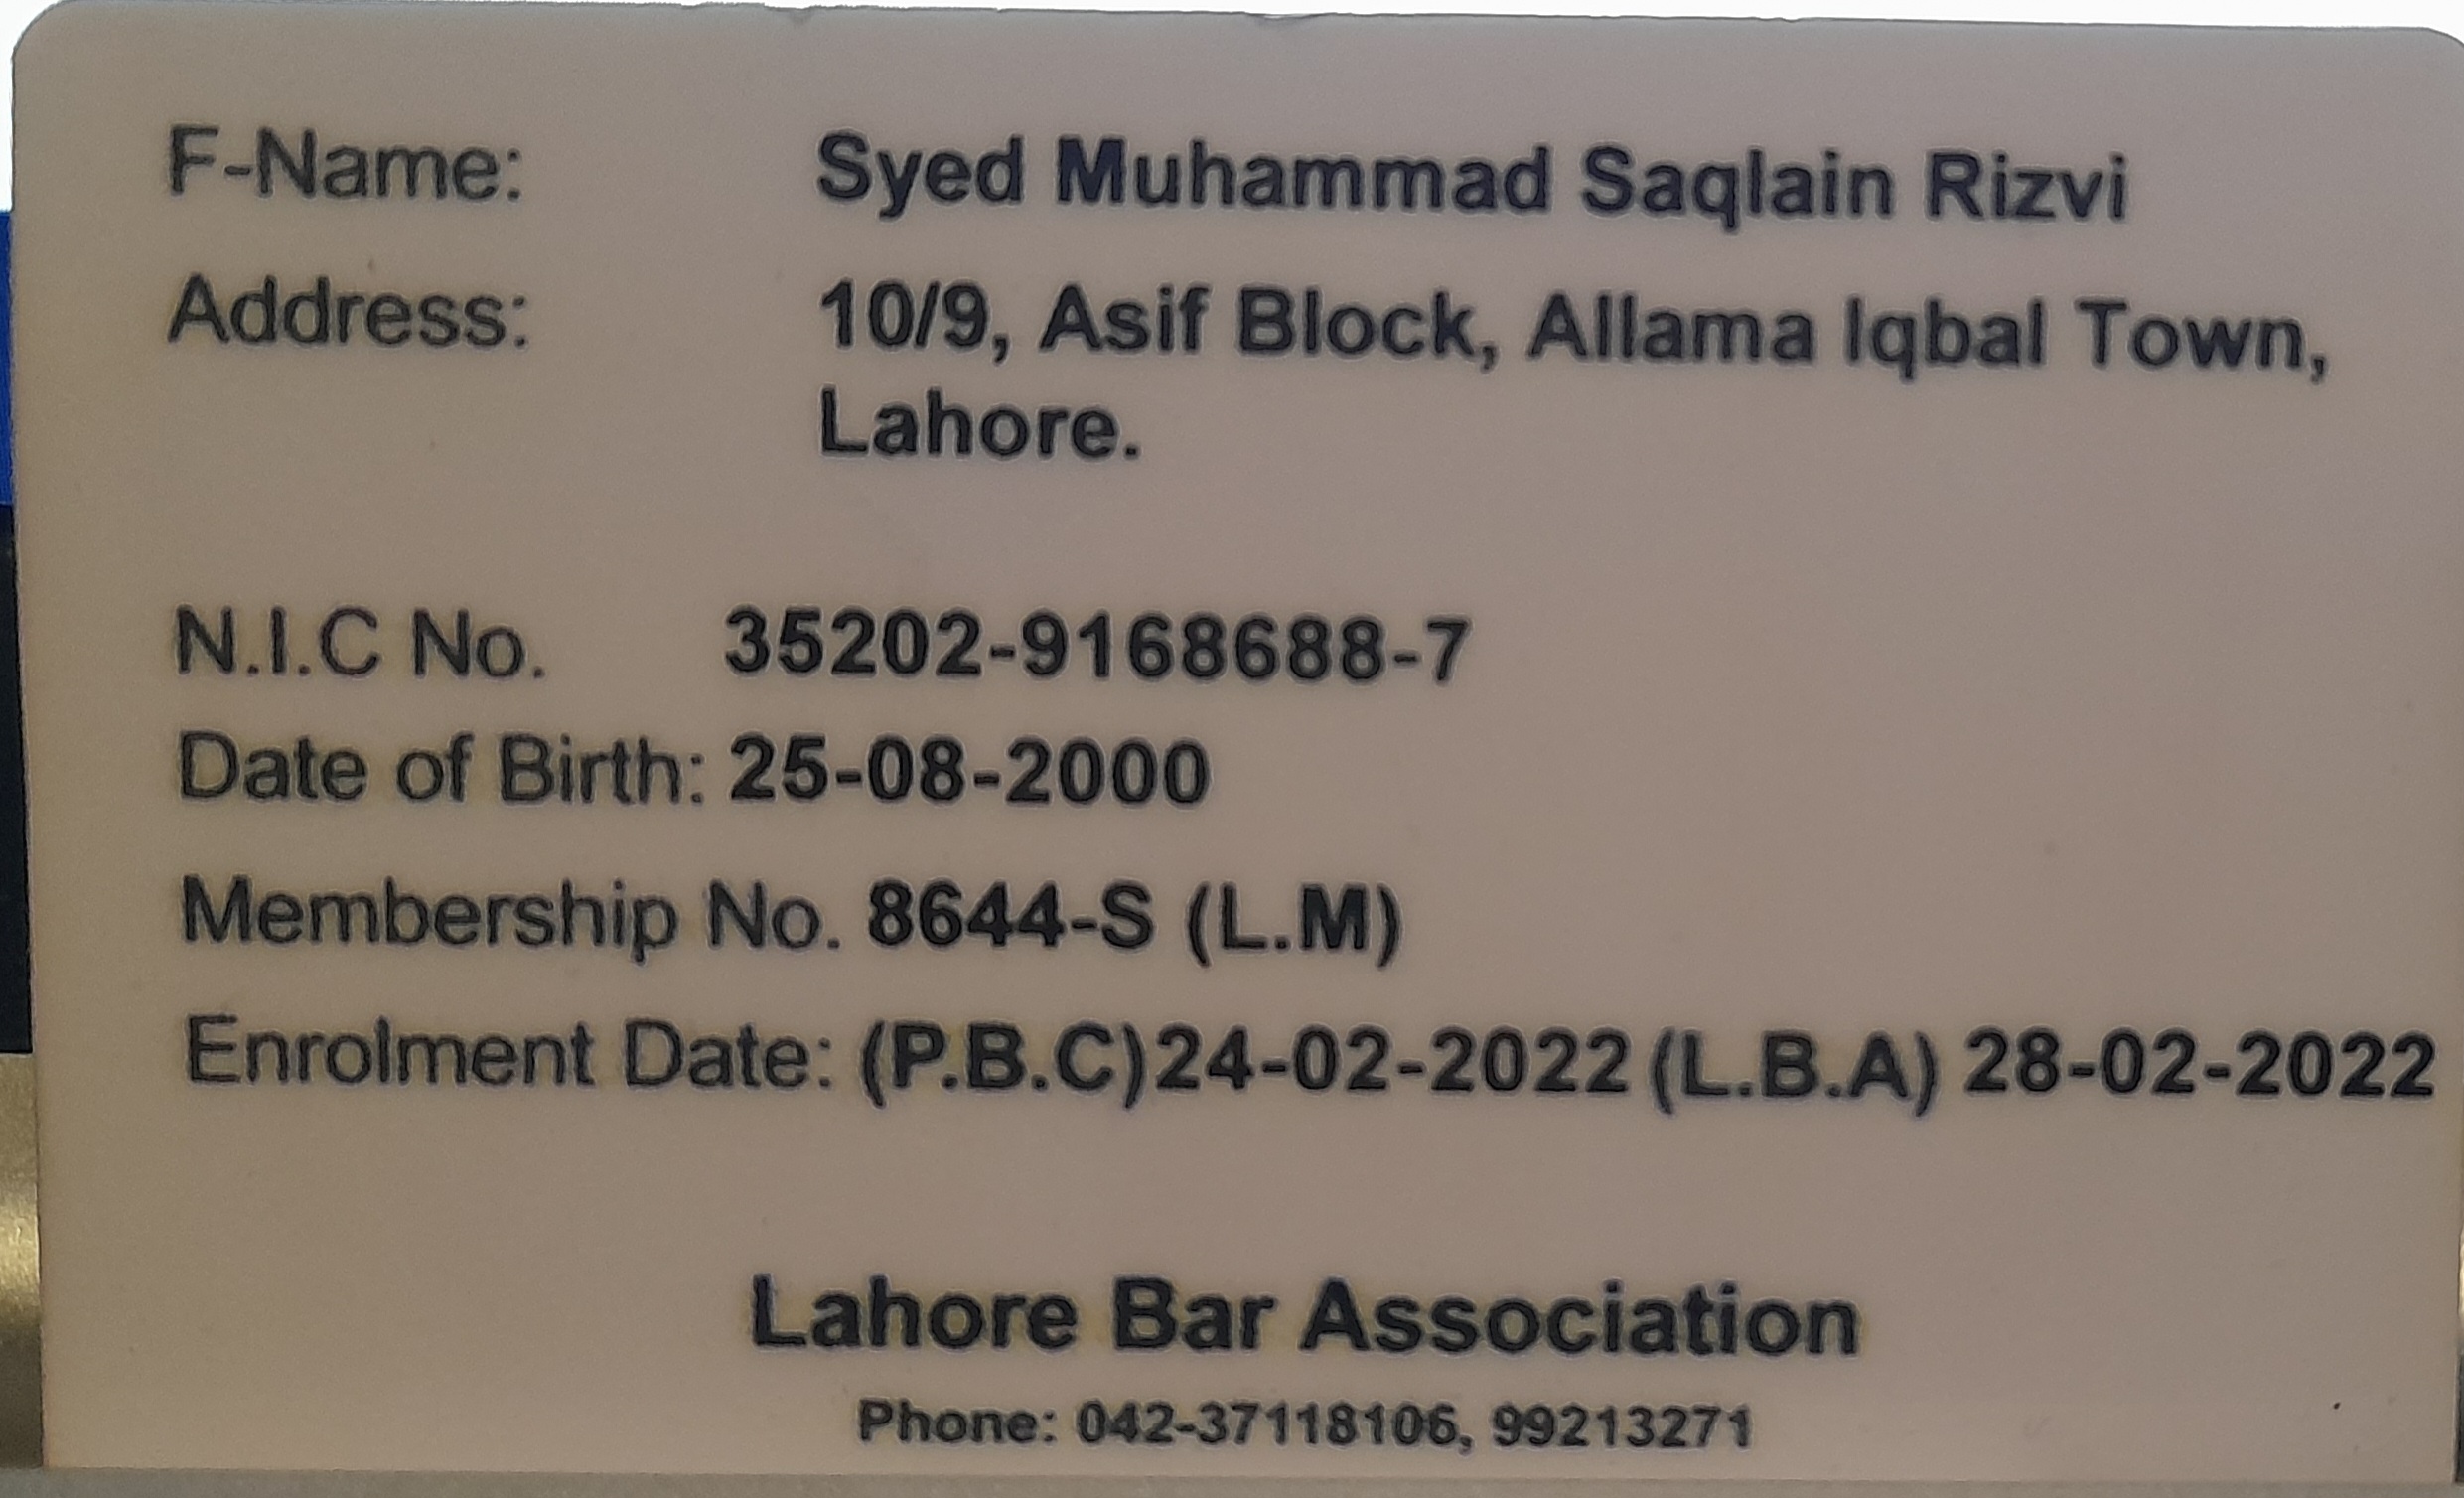 F-Name: Syed Muhammad Saqlain Rizvi
Address: 10/9, Asif Block, Allama Iqbal Town,
Lahore.
N.I.C No. 35202-9168688-7
Date of Birth: 25-08-2000
Membership No. 8644-S (L.M)
Enrolment Date: (P.B.C)24-02-2022 (L.B.A) 28-02-2022
Lahore Bar Association
Phone: 042-37118106, 99213271